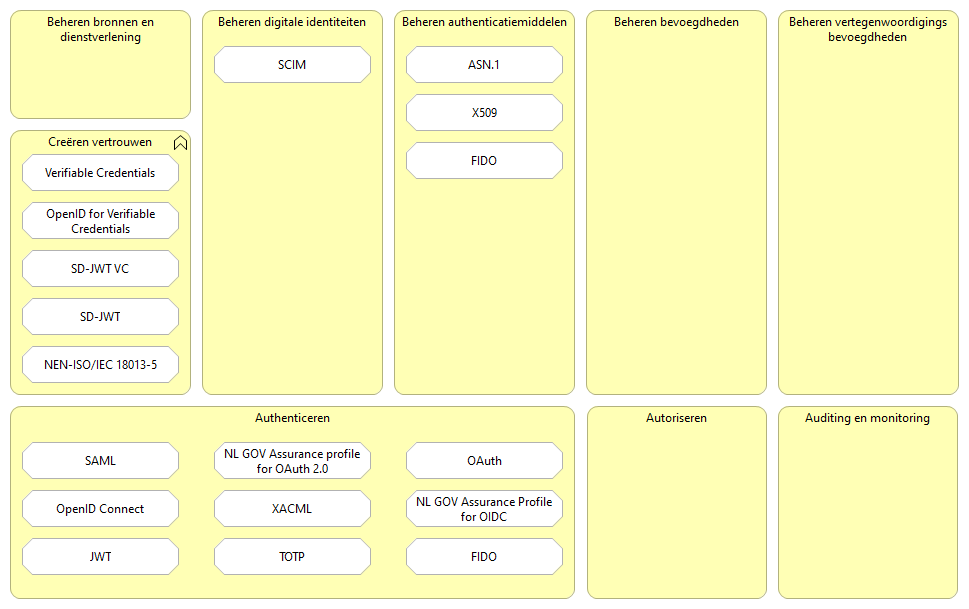 Beheren bronnen en
dienstverlening
Beheren digitale identiteiten
SCIM
Beheren authenticatiemiddelen
ASN.1
X509
FIDO
Beheren bevoegdheden
Beheren vertegenwoordigings
bevoegdheden
Creëren vertrouwen
Verifiable Credentials
OpenID for Verifiable
Credentials
SD-JWT VC
SD-JWT
NEN-ISO/IEC 18013-5
Authenticeren
SAML
NL GOV Assurance profile
for OAuth 2.0
OAuth
OpenID Connect
XACML
NL GOV Assurance Profile
for OIDC
JWT
TOTP
FIDO
Autoriseren
Auditing en monitoring